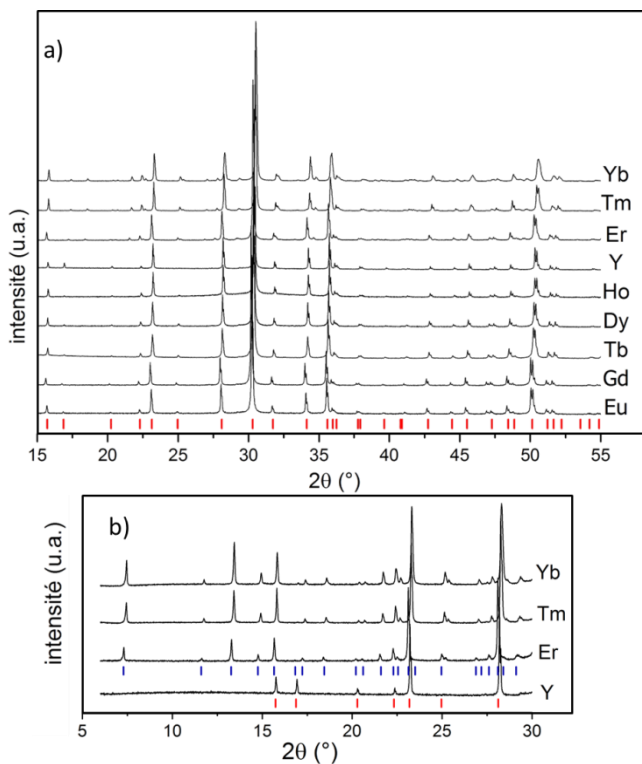 a)
intensité (u.a.)
Yb
Tm
Er
Y
Ho
Dy
Tb
Gd
Eu
15 20 25 30 35 40 45 50 55
2θ (°)
b)
intensité (u.a.)
Yb
Tm
Er
Y
5 10 15 20 25 30
2θ (°)